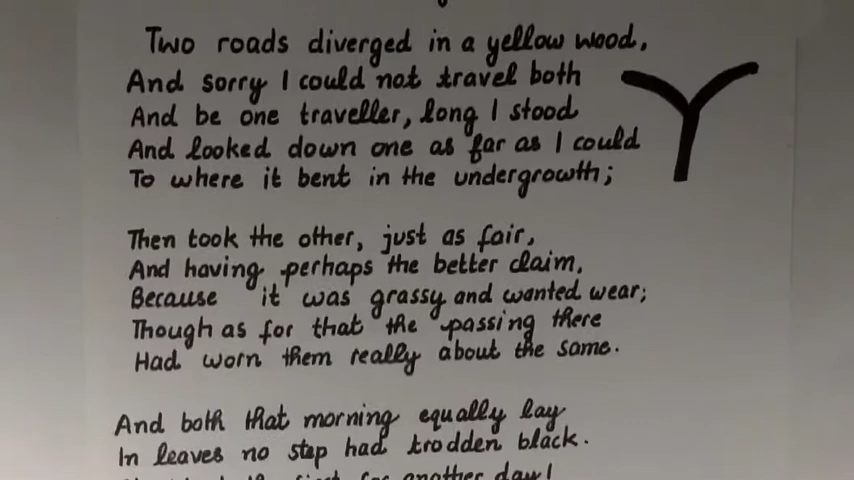 Two roads diverged in a yellow wood,
And sorry I could not travel both
And be one traveller, long I stood
And looked down one as far as I could
To where it bent in the undergrowth;
Then took the other, just as fair,
And having perhaps the better claim,
Because it was grassy and wanted wear;
Though as for that the passing there
Had worn them really about the same.
And both that morning equally lay
In leaves no step had trodden black.
first for another day!